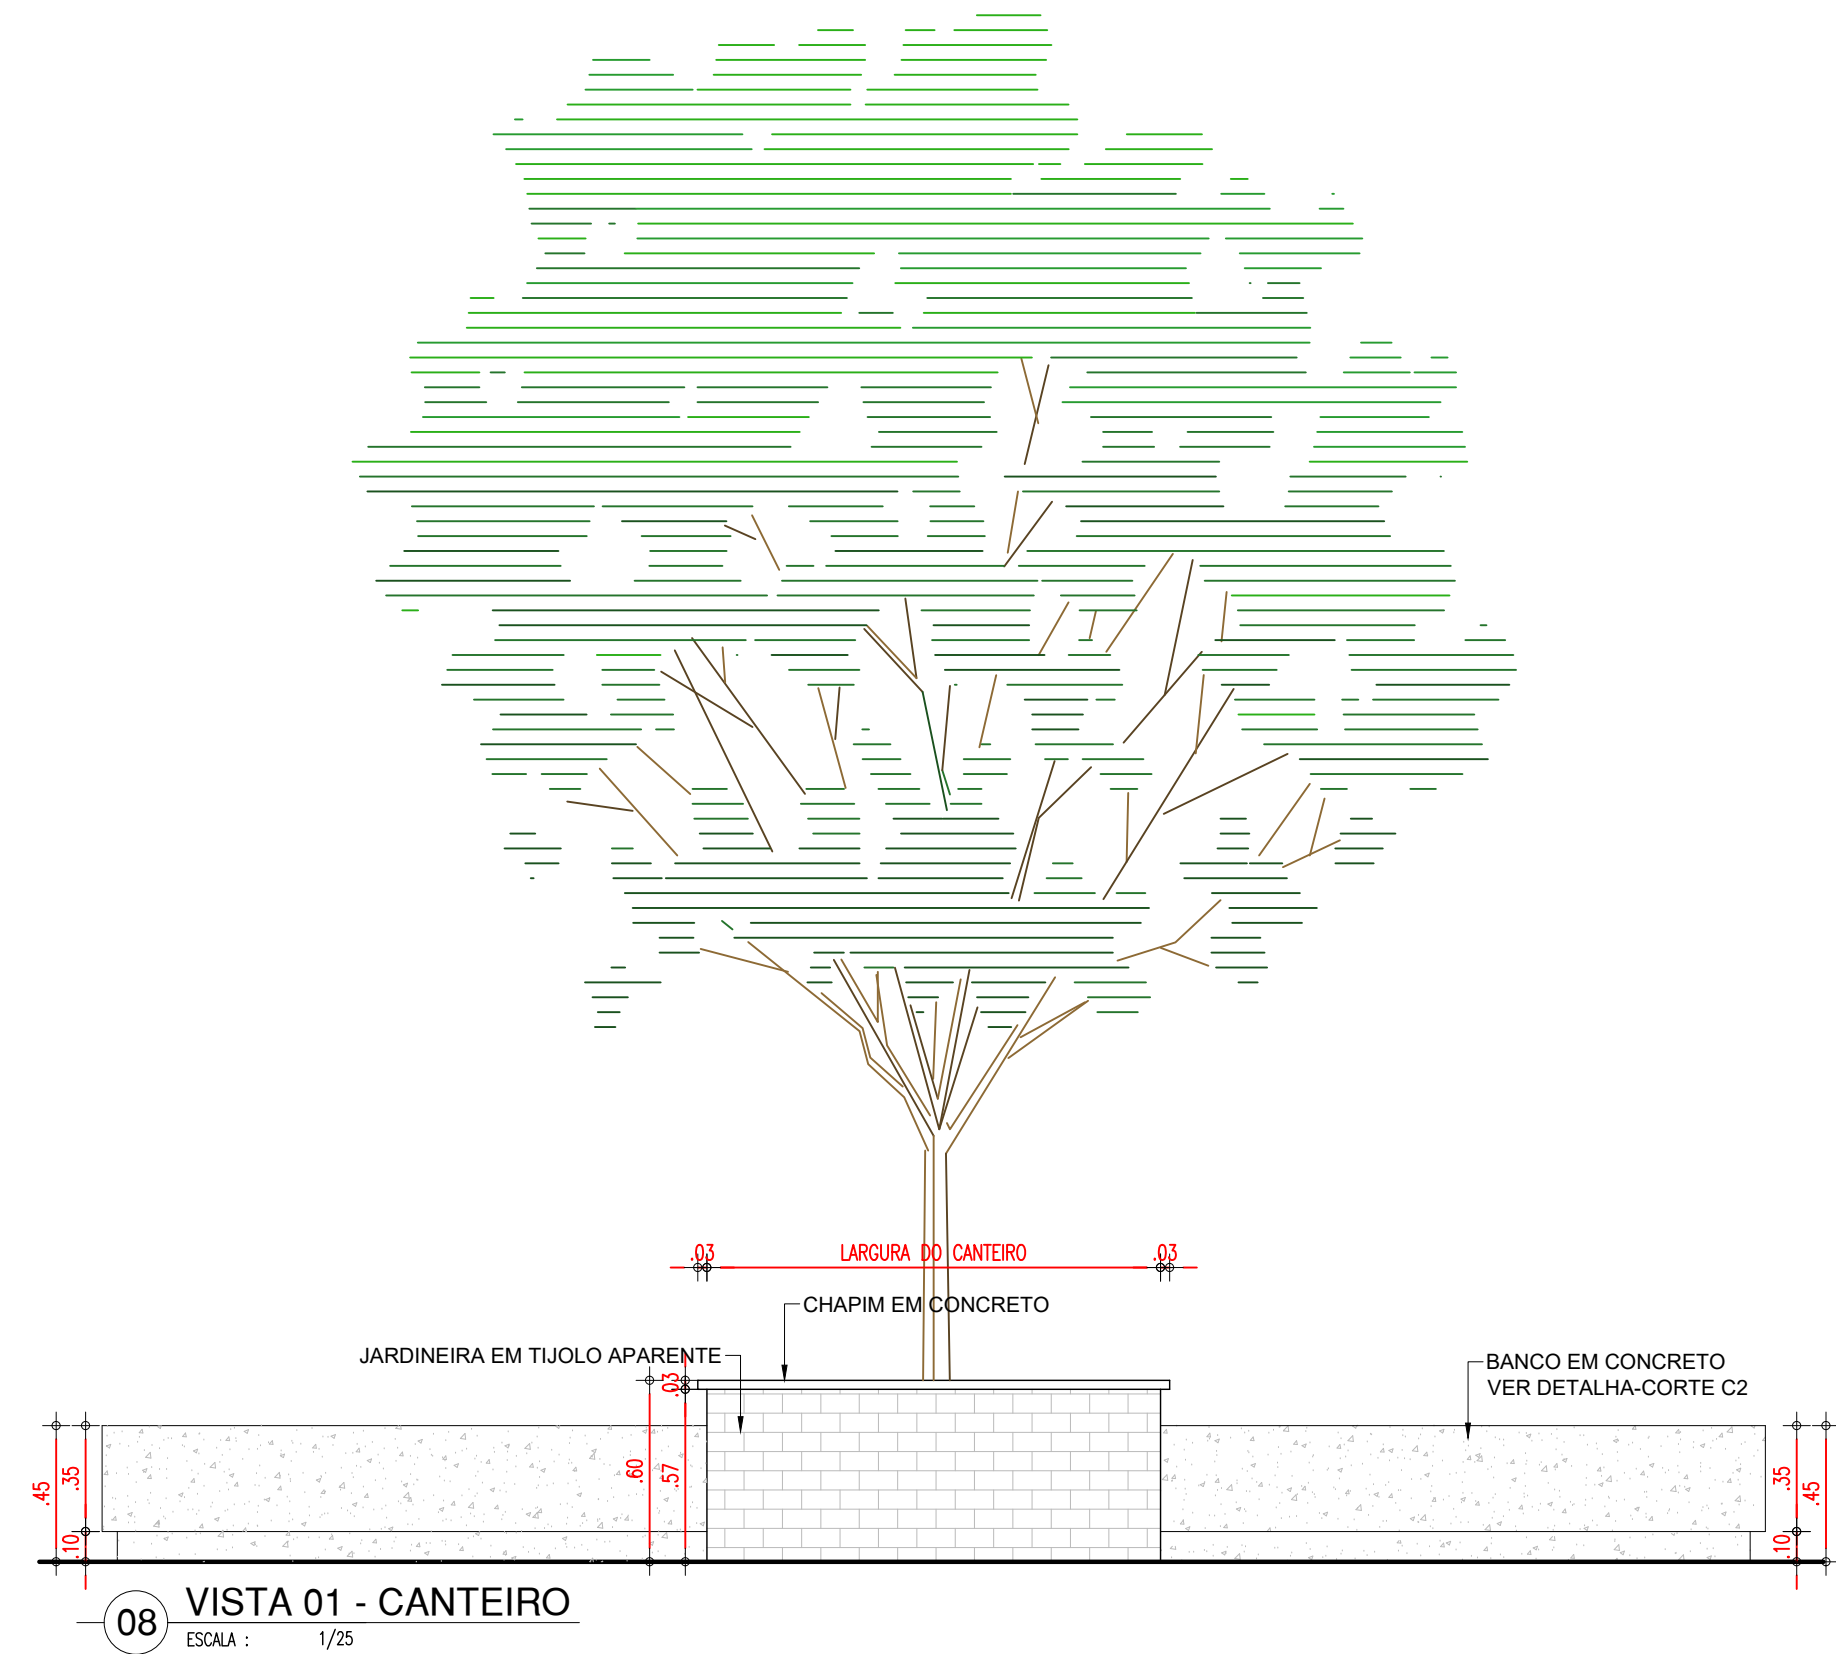 .03 LARGURA DO CANTEIRO .03
CHAPIM EM CONCRETO
JARDINEIRA EM TIJOLO APARENTE
BANCO EM CONCRETO
VER DETALHA-CORTE C2
.03
.45
.35
.10
.60
.57
.35
.45
.10
08
VISTA 01 - CANTEIRO
ESCALA : 1/25